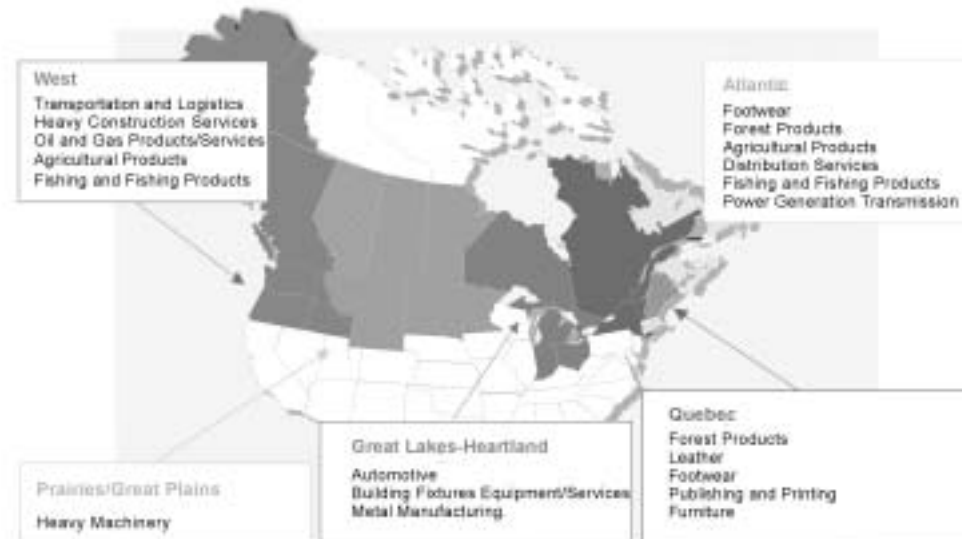 West
Transportation and Logistics
Heavy Construction Services
Oil and Gas Products/Services
Agricultural Products
Fishing and Fishing Products
Atlantic
Footwear
Forest Products
Agricultural Products
Distribution Services
Fishing and Fishing Products
Power Generation Transmission
Prairies/Great Plains
Heavy Machinery
Great Lakes-Heartland
Automotive
Building Fixtures Equipment/Services
Metal Manufacturing
Quebec
Forest Products
Leather
Footwear
Publishing and Printing
Furniture